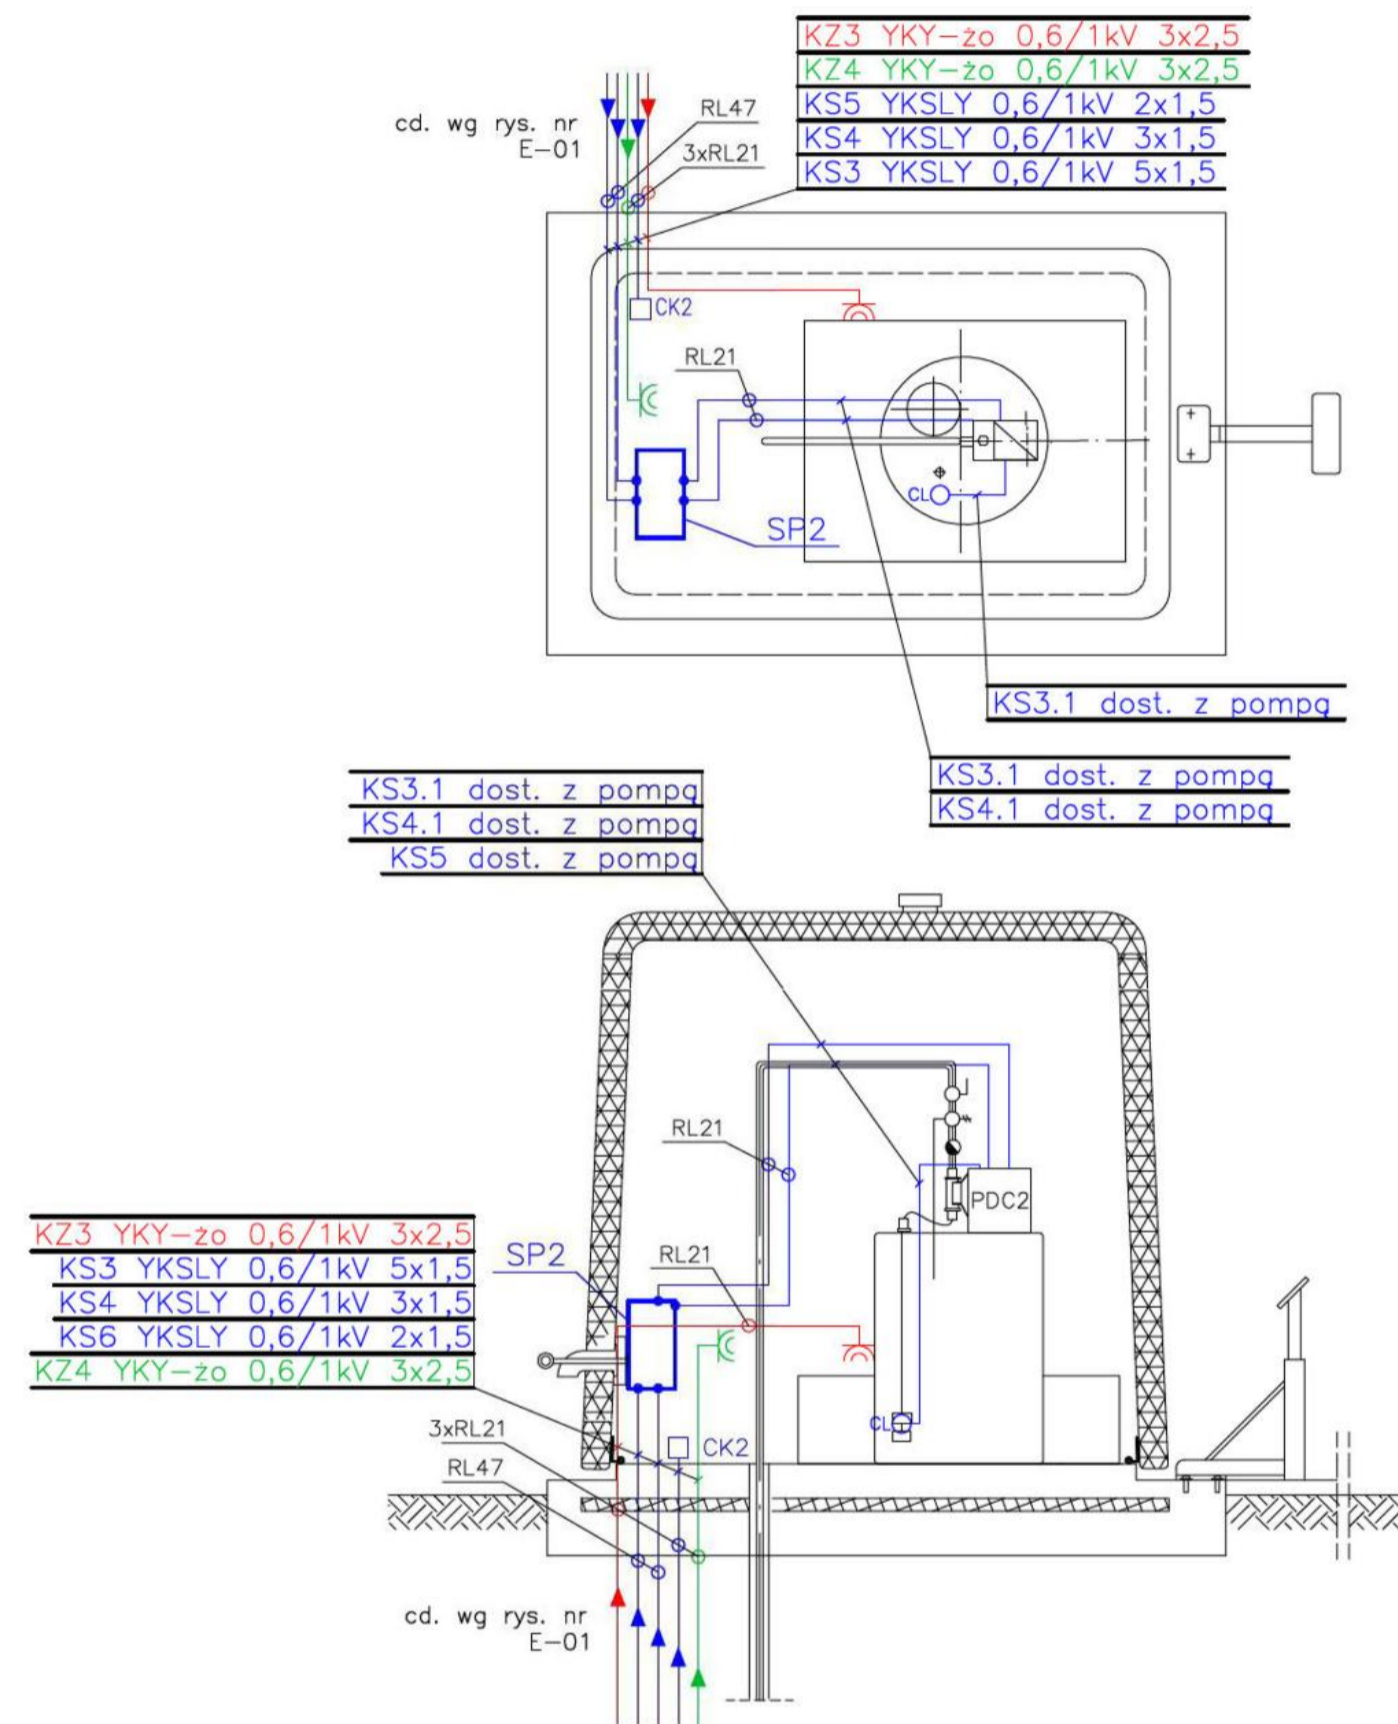 KZ3 YKY-żo 0,6/1kV 3x2,5
KZ4 YKY-żo 0,6/1kV 3x2,5
KS5 YKSLY 0,6/1kV 2x1,5
KS4 YKSLY 0,6/1kV 3x1,5
KS3 YKSLY 0,6/1kV 5x1,5
cd. wg rys. nr
E-01
RL47
3xRL21
CK2
RL21
CL
SP2
KS3.1 dost. z pompą
KS3.1 dost. z pompą
KS4.1 dost. z pompą
KS3.1 dost. z pompą
KS4.1 dost. z pompą
KS5 dost. z pompą
RL21
PDC2
KZ3 YKY-żo 0,6/1kV 3x2,5
KS3 YKSLY 0,6/1kV 5x1,5
KS4 YKSLY 0,6/1kV 3x1,5
KS6 YKSLY 0,6/1kV 2x1,5
KZ4 YKY-żo 0,6/1kV 3x2,5
SP2
RL21
CL
3xRL21
CK2
RL47
cd. wg rys. nr
E-01